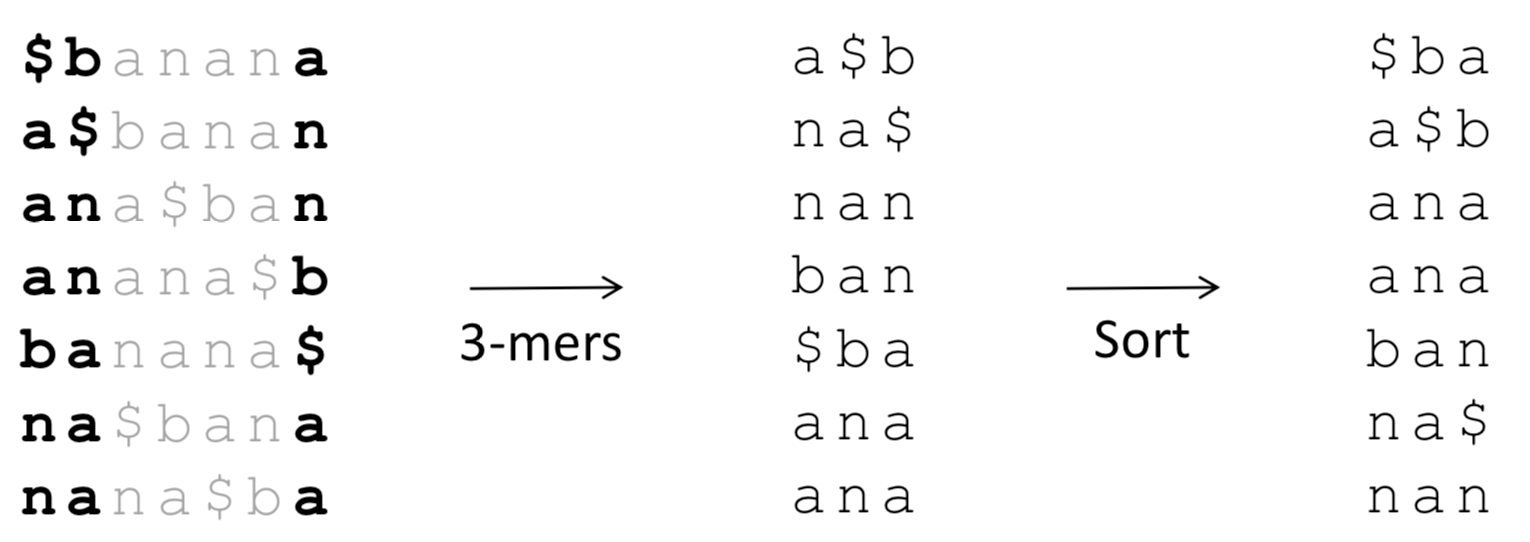 $banana a$b $ba
a$banan na$ a$b
ana$ban nan ana
anana$b ban ana
banana$ 3-mers $ba Sort ban
na$bana ana na$
nana$ba ana nan